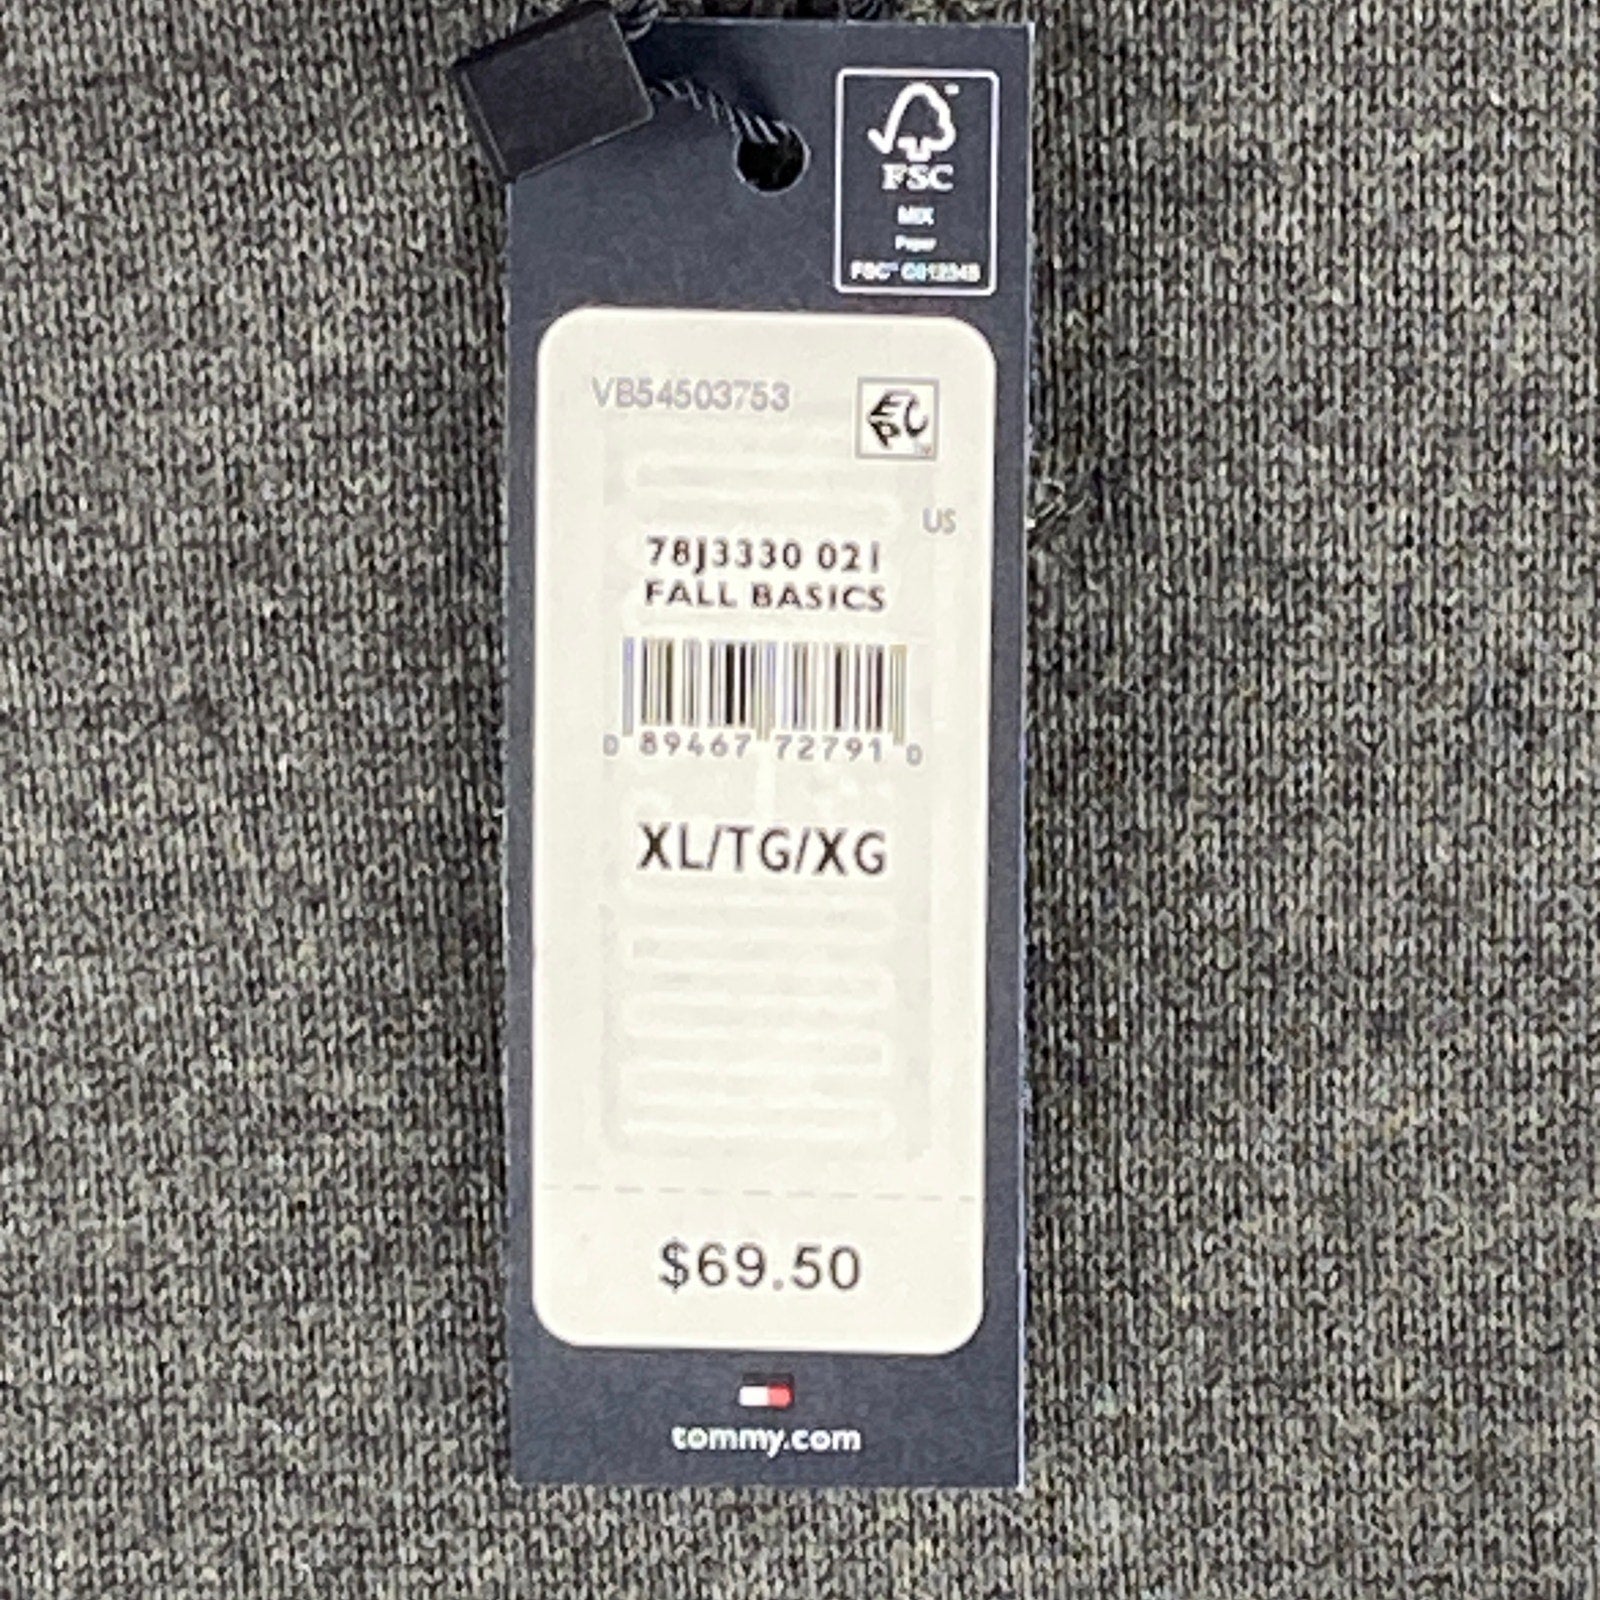 FSC
MIX
Paper
VB54503753
EPC
US
78J3330 021
FALL BASICS
0 89467 72791 0
XL/TG/XG
$69.50
tommy.com